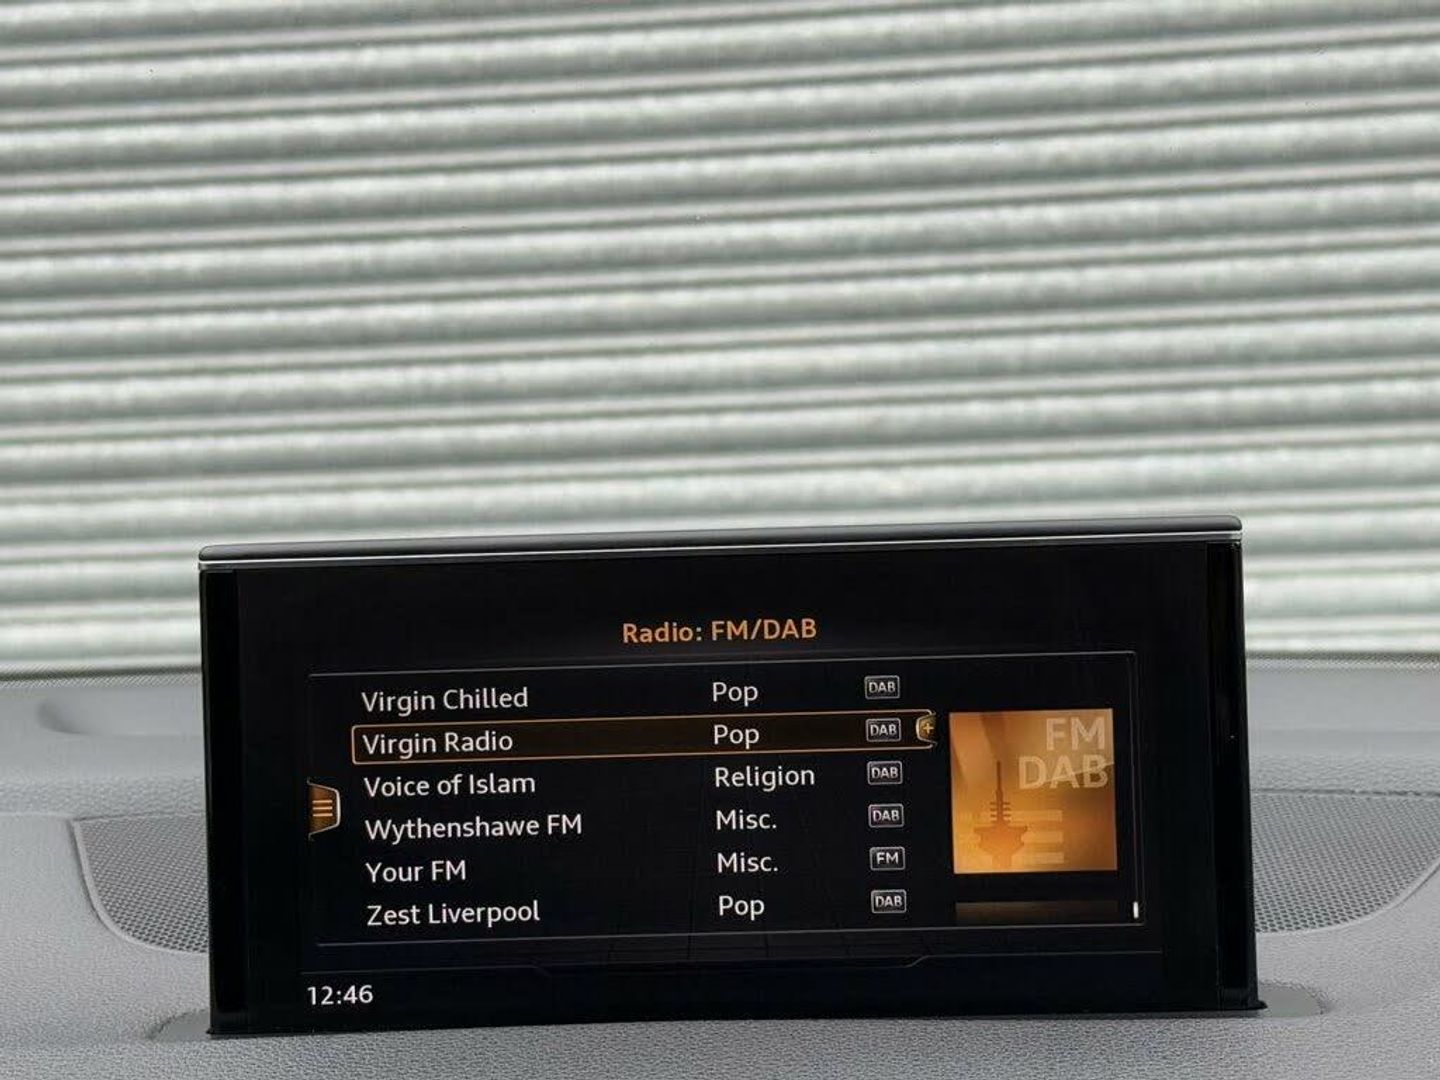 Radio: FM/DAB
Virgin Chilled Pop DAB
Virgin Radio Pop DAB +
Voice of Islam Religion DAB
Wythenshawe FM Misc. DAB
Your FM Misc. FM
Zest Liverpool Pop DAB
FM
DAB
12:46